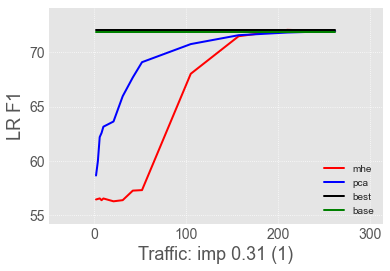 LR F1
70
65
60
55
0
100
200
300
mhe
pca
best
base
Traffic: imp 0.31 (1)